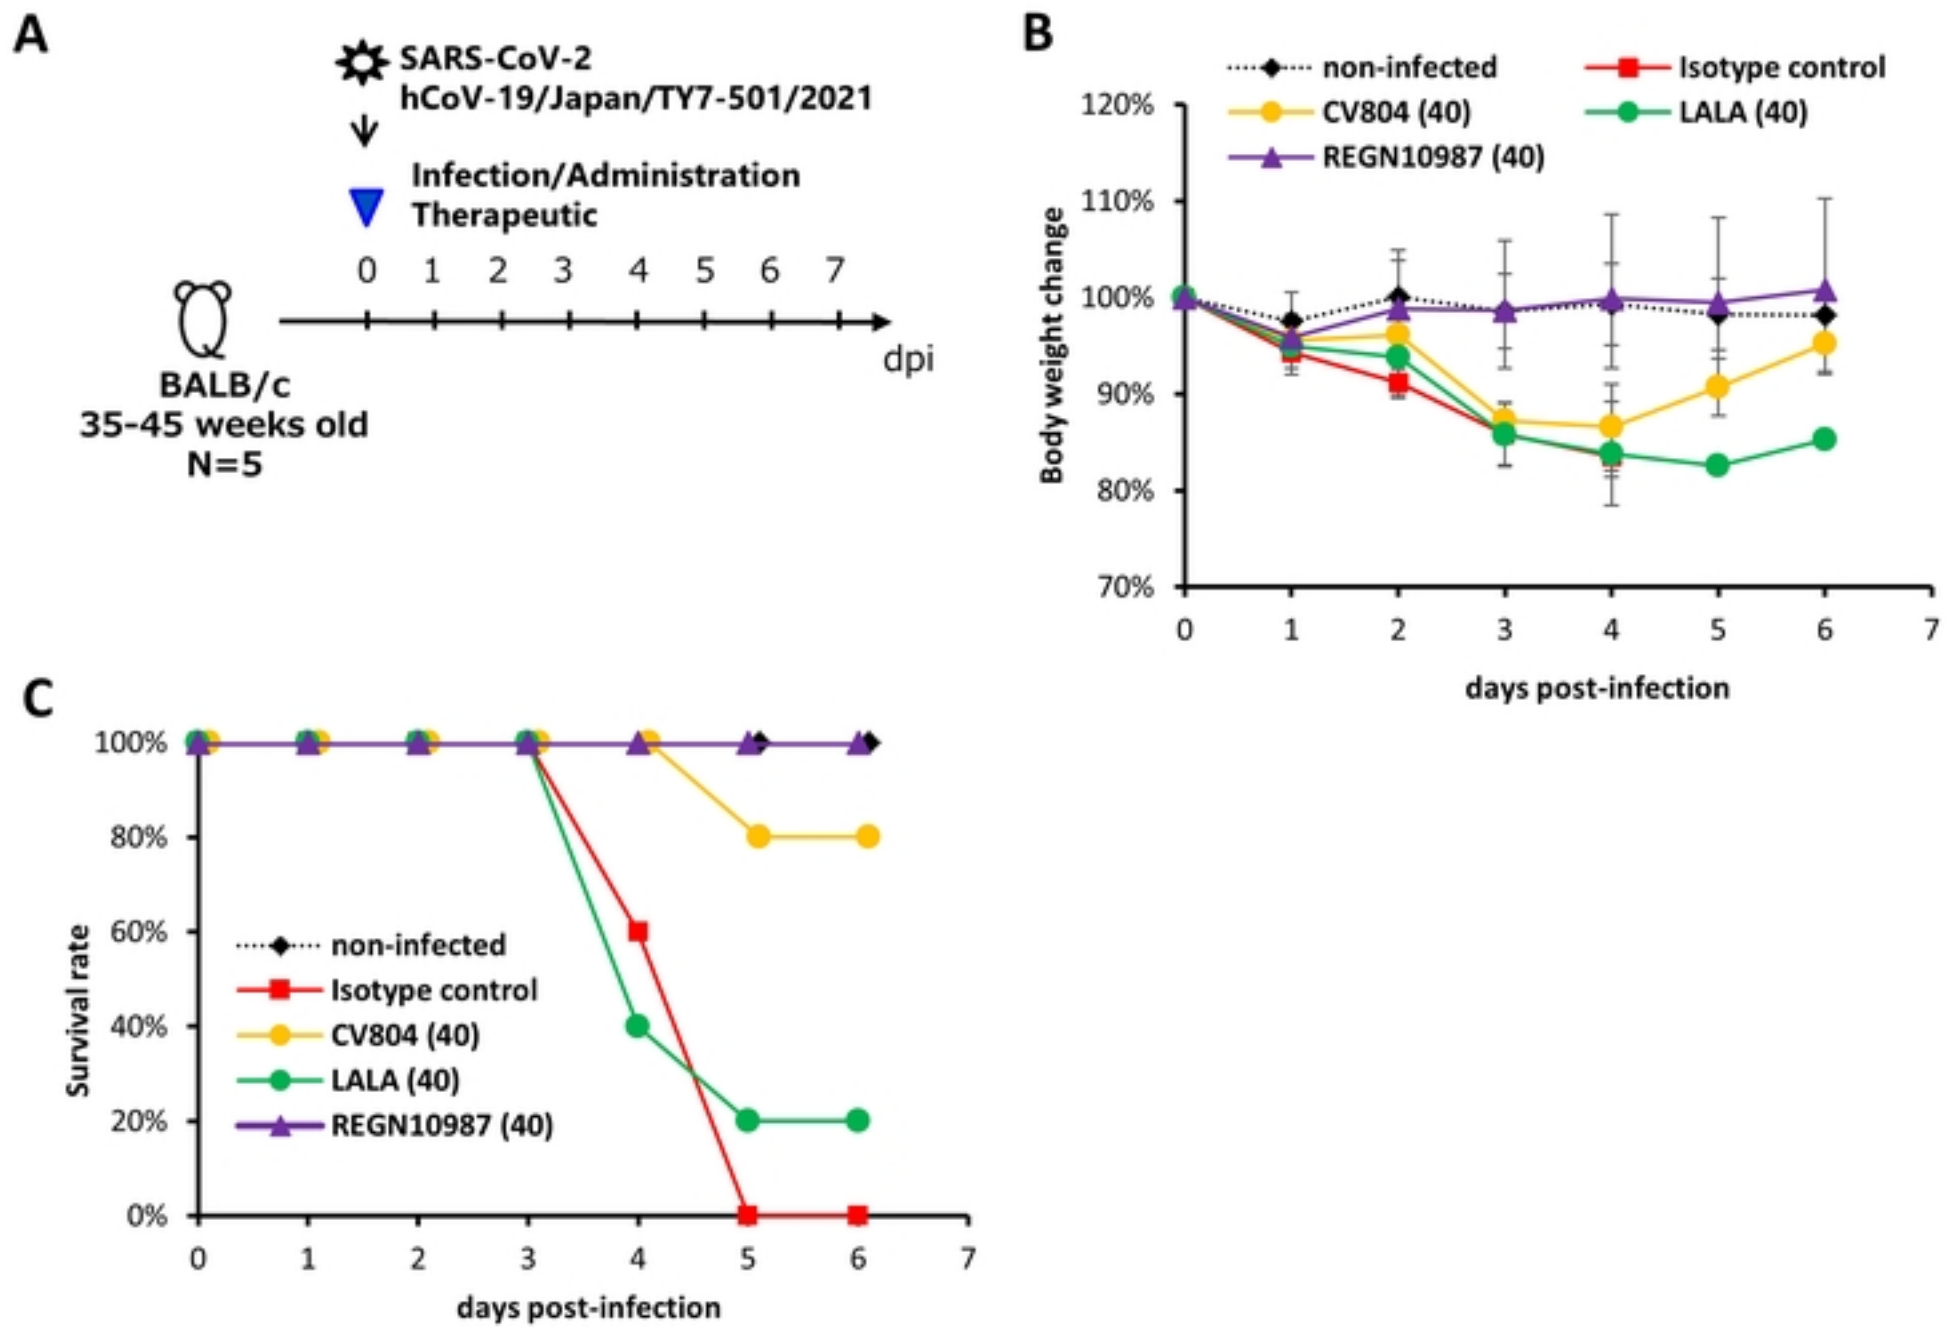 A
SARS-CoV-2
hCoV-19/Japan/TY7-501/2021
Infection/Administration
Therapeutic
0 1 2 3 4 5 6 7
dpi
BALB/c
35-45 weeks old
N=5
B
non-infected
Isotype control
CV804 (40)
LALA (40)
REGN10987 (40)
120%
110%
100%
90%
80%
70%
Body weight change
0 1 2 3 4 5 6 7
days post-infection
C
100%
80%
60%
40%
20%
0%
Survival rate
non-infected
Isotype control
CV804 (40)
LALA (40)
REGN10987 (40)
0 1 2 3 4 5 6 7
days post-infection